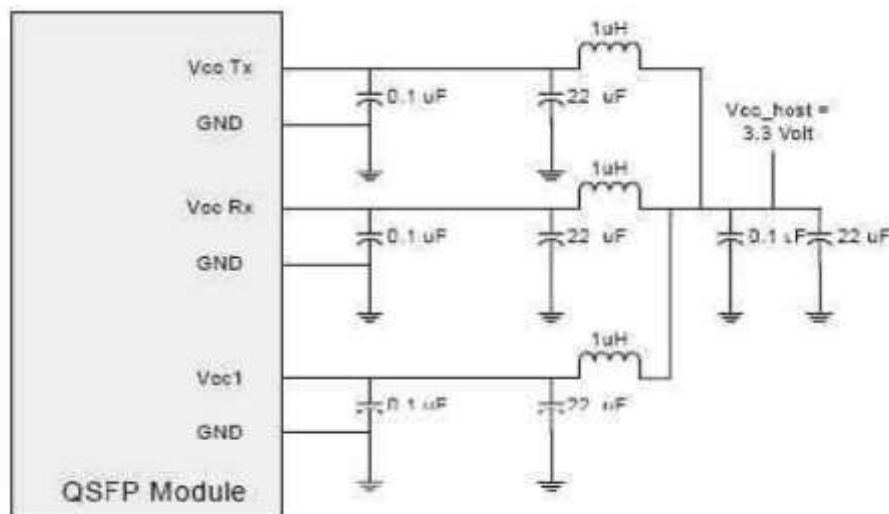 1uH
Vcc Tx
0.1 uF
22 uF
Vcc_host =
3.3 Volt
GND
1uH
Vcc Rx
0.1 uF
22 uF
0.1 uF
22 uF
GND
1uH
Vcc1
0.1 uF
22 uF
GND
QSFP Module